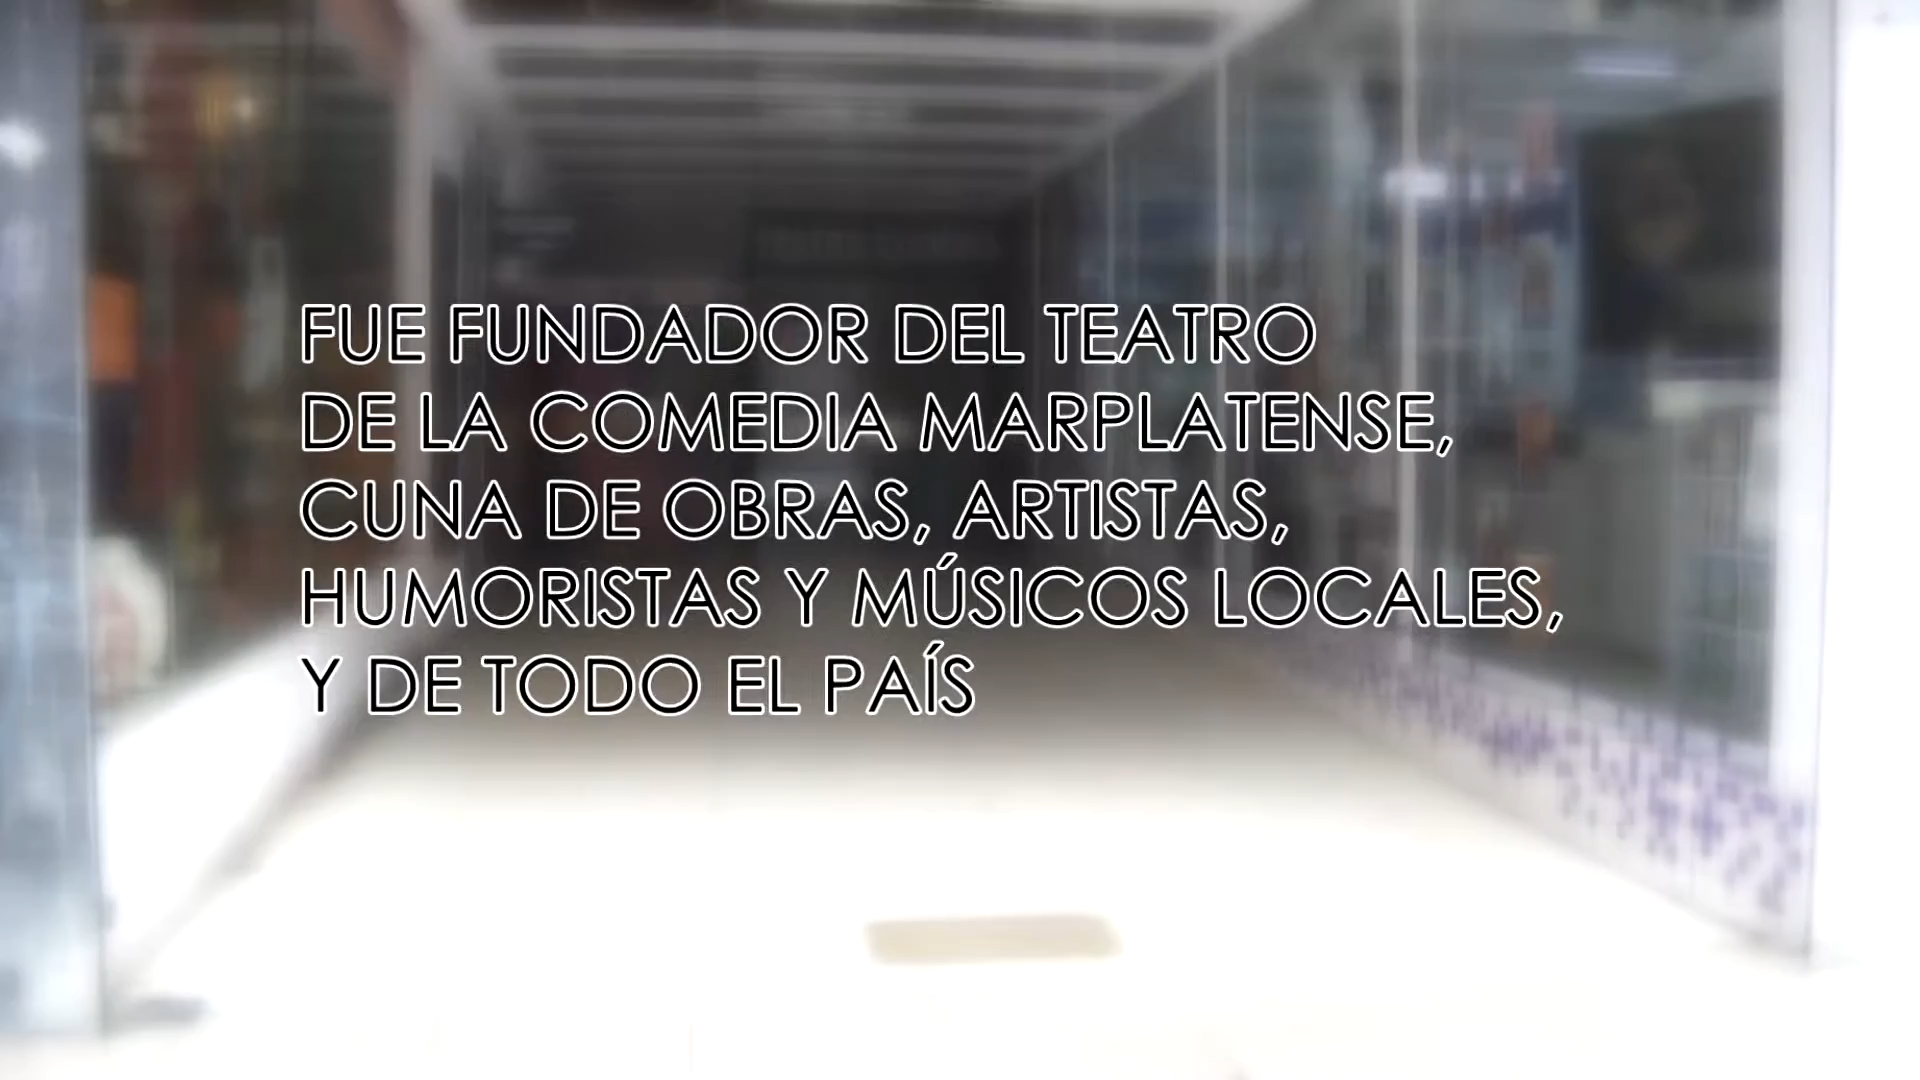 FUE FUNDADOR DEL TEATRO
DE LA COMEDIA MARPLATENSE,
CUNA DE OBRAS, ARTISTAS,
HUMORISTAS Y MÚSICOS LOCALES,
Y DE TODO EL PAÍS